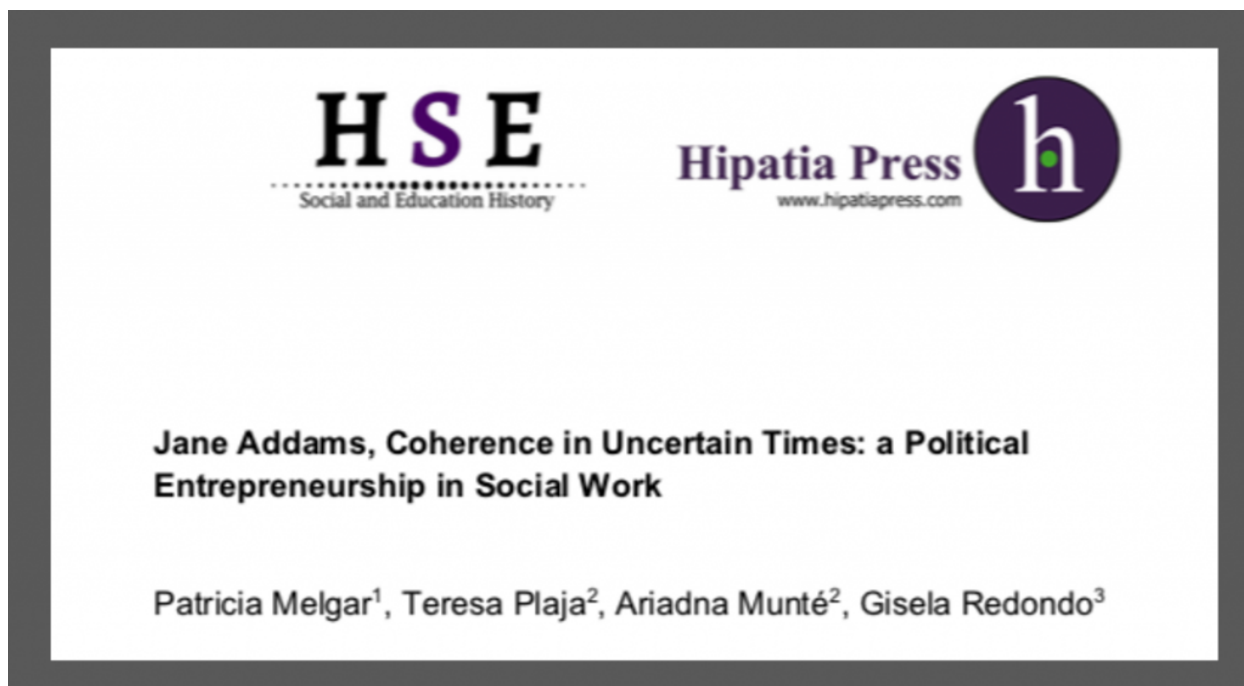 HSE
Social and Education History
Hipatia Press
www.hipatiapress.com
h
Jane Addams, Coherence in Uncertain Times: a Political
Entrepreneurship in Social Work
Patricia Melgar¹, Teresa Plaja², Ariadna Munté², Gisela Redondo³